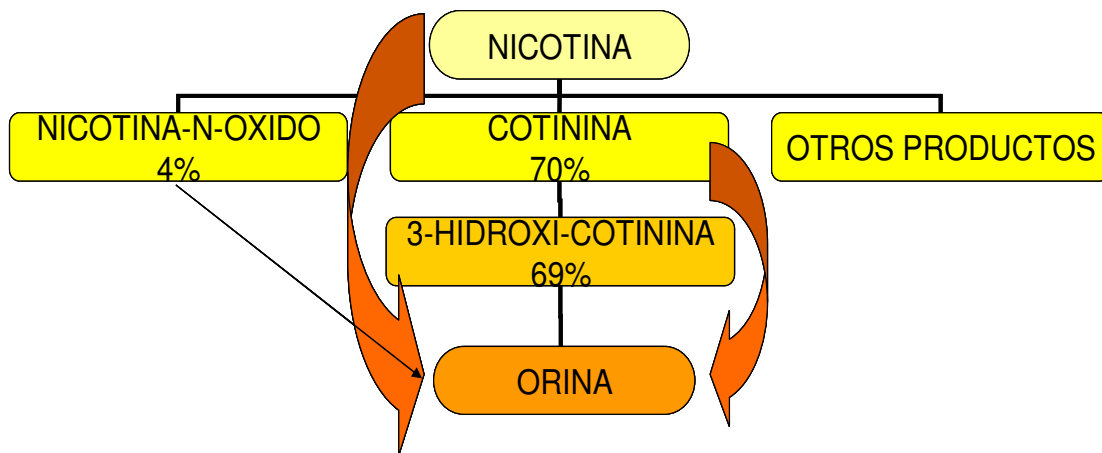 NICOTINA
NICOTINA-N-OXIDO
4%
COTININA
70%
OTROS PRODUCTOS
3-HIDROXI-COTININA
69%
ORINA